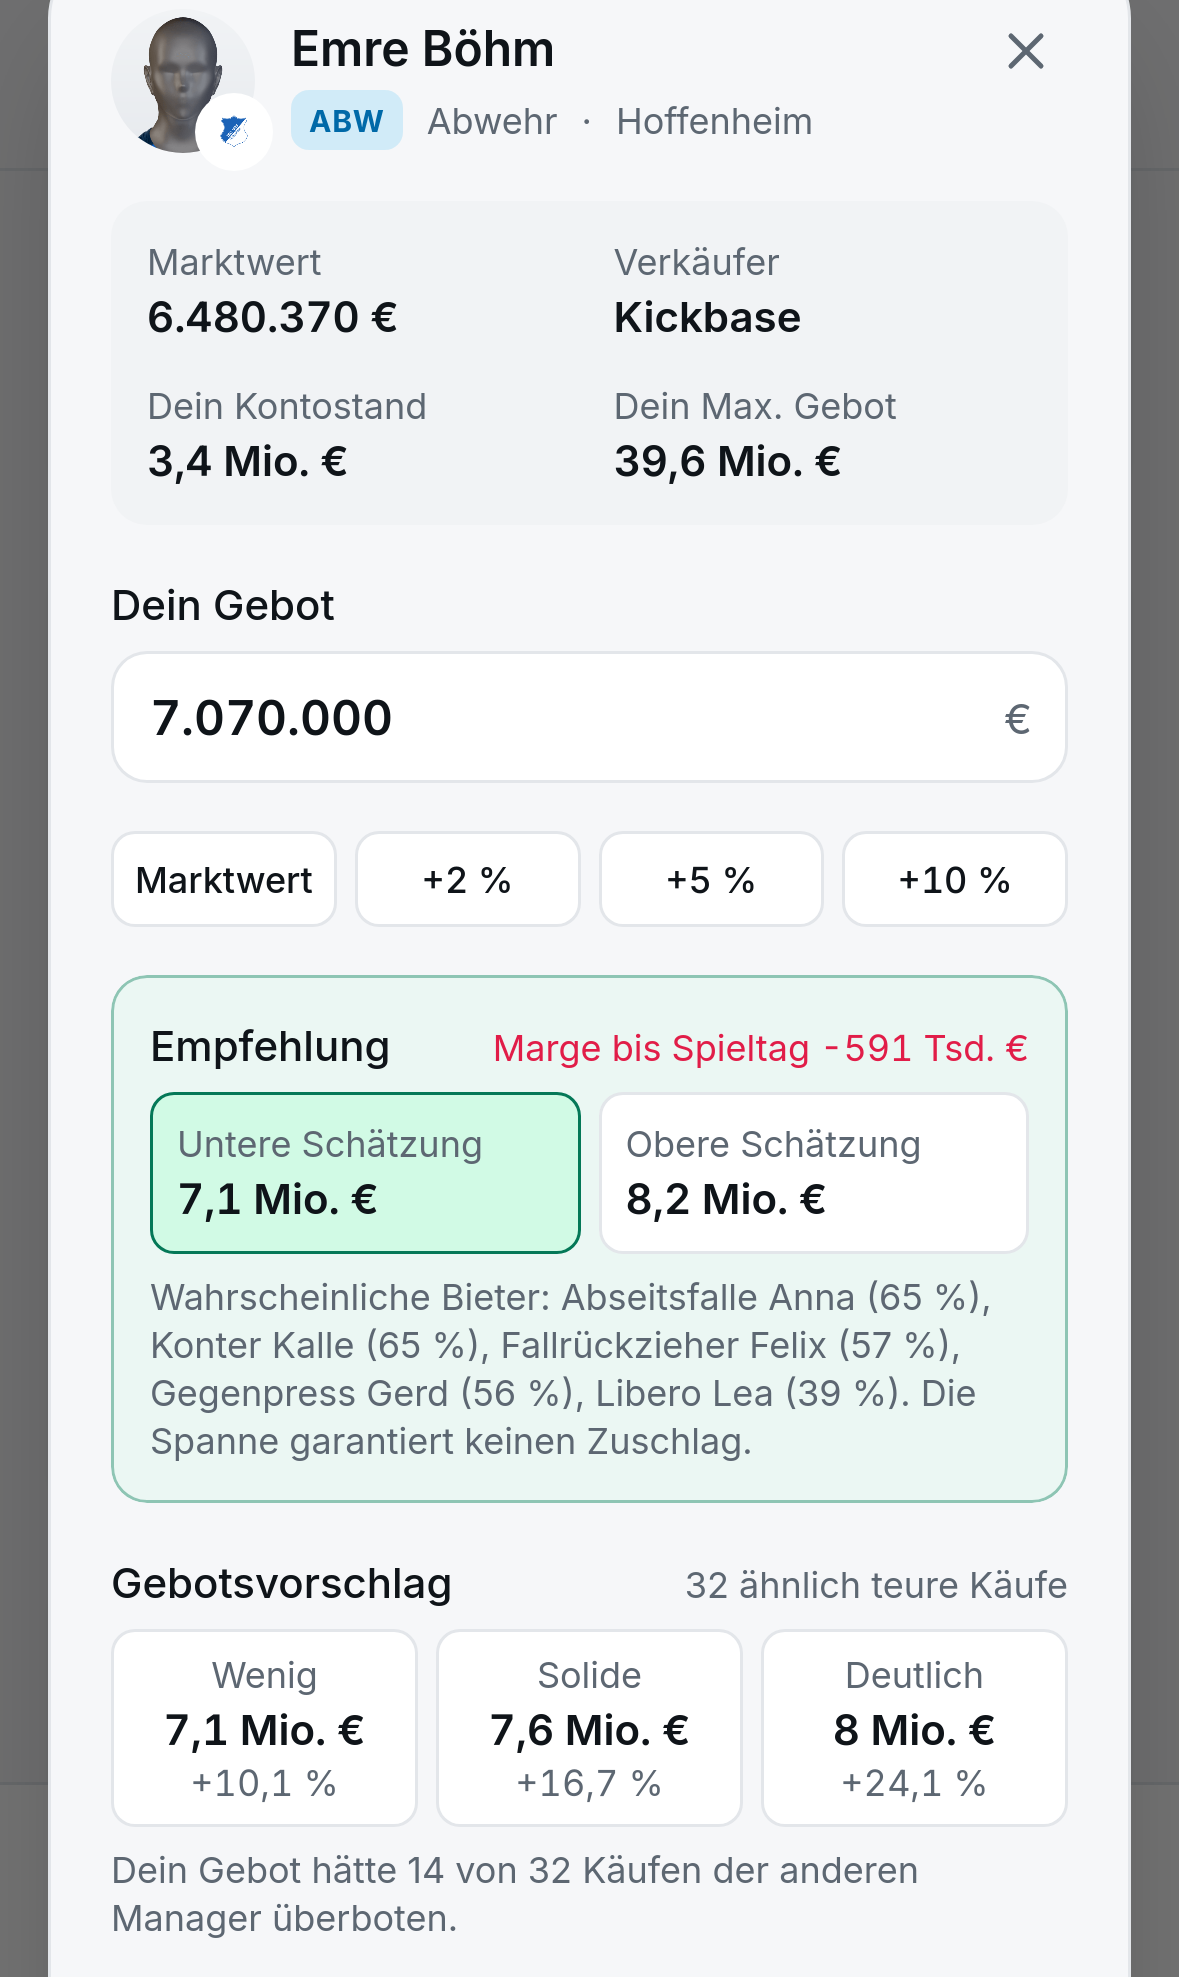 Emre Böhm
ABW Abwehr · Hoffenheim
Marktwert Verkäufer
6.480.370 € Kickbase
Dein Kontostand Dein Max. Gebot
3,4 Mio. € 39,6 Mio. €
Dein Gebot
7.070.000 €
Marktwert +2 % +5 % +10 %
Empfehlung Marge bis Spieltag -591 Tsd. €
Untere Schätzung Obere Schätzung
7,1 Mio. € 8,2 Mio. €
Wahrscheinliche Bieter: Abseitsfalle Anna (65 %),
Konter Kalle (65 %), Fallrückzieher Felix (57 %),
Gegenpress Gerd (56 %), Libero Lea (39 %). Die
Spanne garantiert keinen Zuschlag.
Gebotsvorschlag 32 ähnlich teure Käufe
Wenig Solide Deutlich
7,1 Mio. € 7,6 Mio. € 8 Mio. €
+10,1 % +16,7 % +24,1 %
Dein Gebot hätte 14 von 32 Käufen der anderen
Manager überboten.